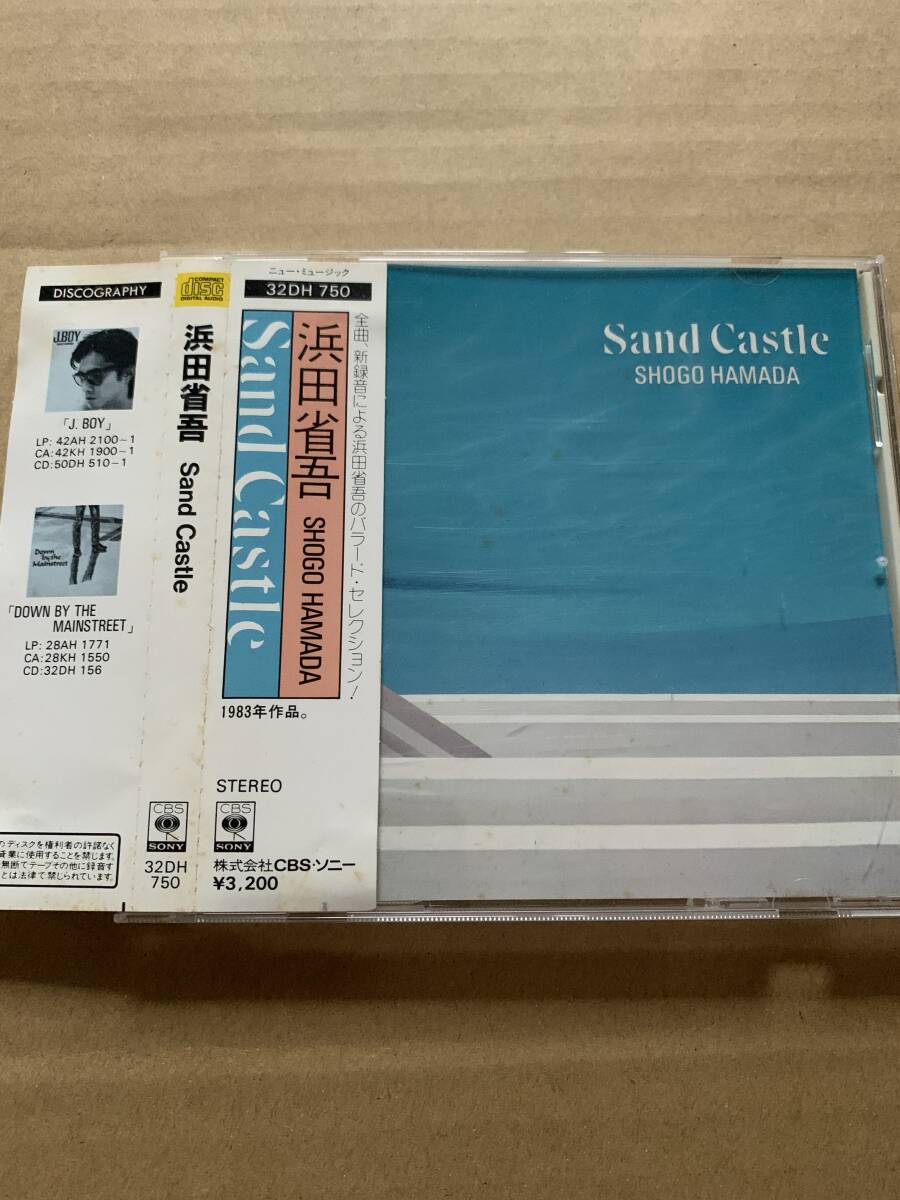 DISCOGRAPHY
J.BOY
「J. BOY」
LP: 42AH 2100~1
CA: 42KH 1900~1
CD: 50DH 510-1
Down
by the
Mainstreet
「DOWN BY THE
MAINSTREET」
LP: 28AH 1771
CA: 28KH 1550
CD: 32DH 156
のディスクを権利者の許諾なく
音業に使用することを禁じます。
無断でテープその他に録音す
とは法律で禁じられています。
COMPACT
disc
DIGITAL AUDIO
浜田省吾 Sand Castle
CBS
SONY
32DH
750
ニュー・ミュージック
32DH 750
全曲、新録音による浜田省吾のバラード・セレクション!
浜田省吾 SHOGO HAMADA
Sand Castle
1983年作品。
STEREO
CBS
SONY
株式会社CBS・ソニー
¥3,200
Sand Castle
SHOGO HAMADA